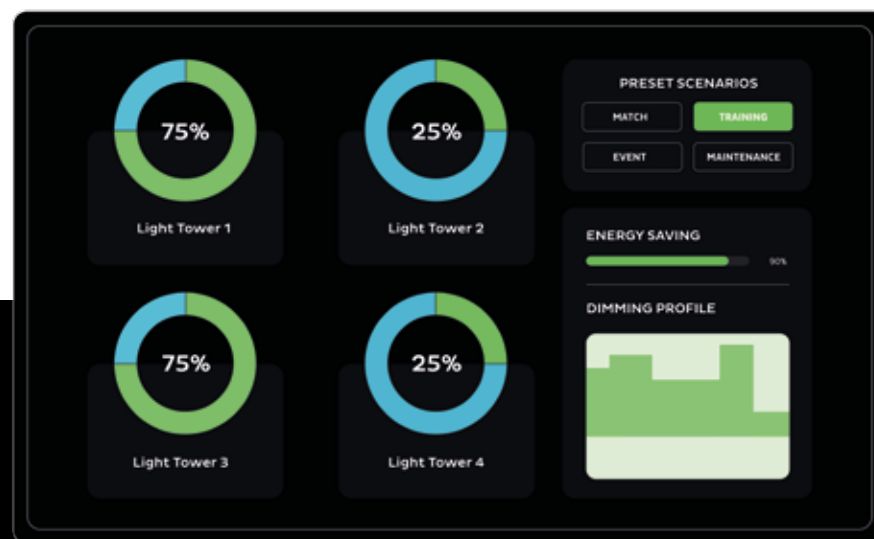 75%
Light Tower 1
25%
Light Tower 2
75%
Light Tower 3
25%
Light Tower 4
PRESET SCENARIOS
MATCH
TRAINING
EVENT
MAINTENANCE
ENERGY SAVING
90%
DIMMING PROFILE